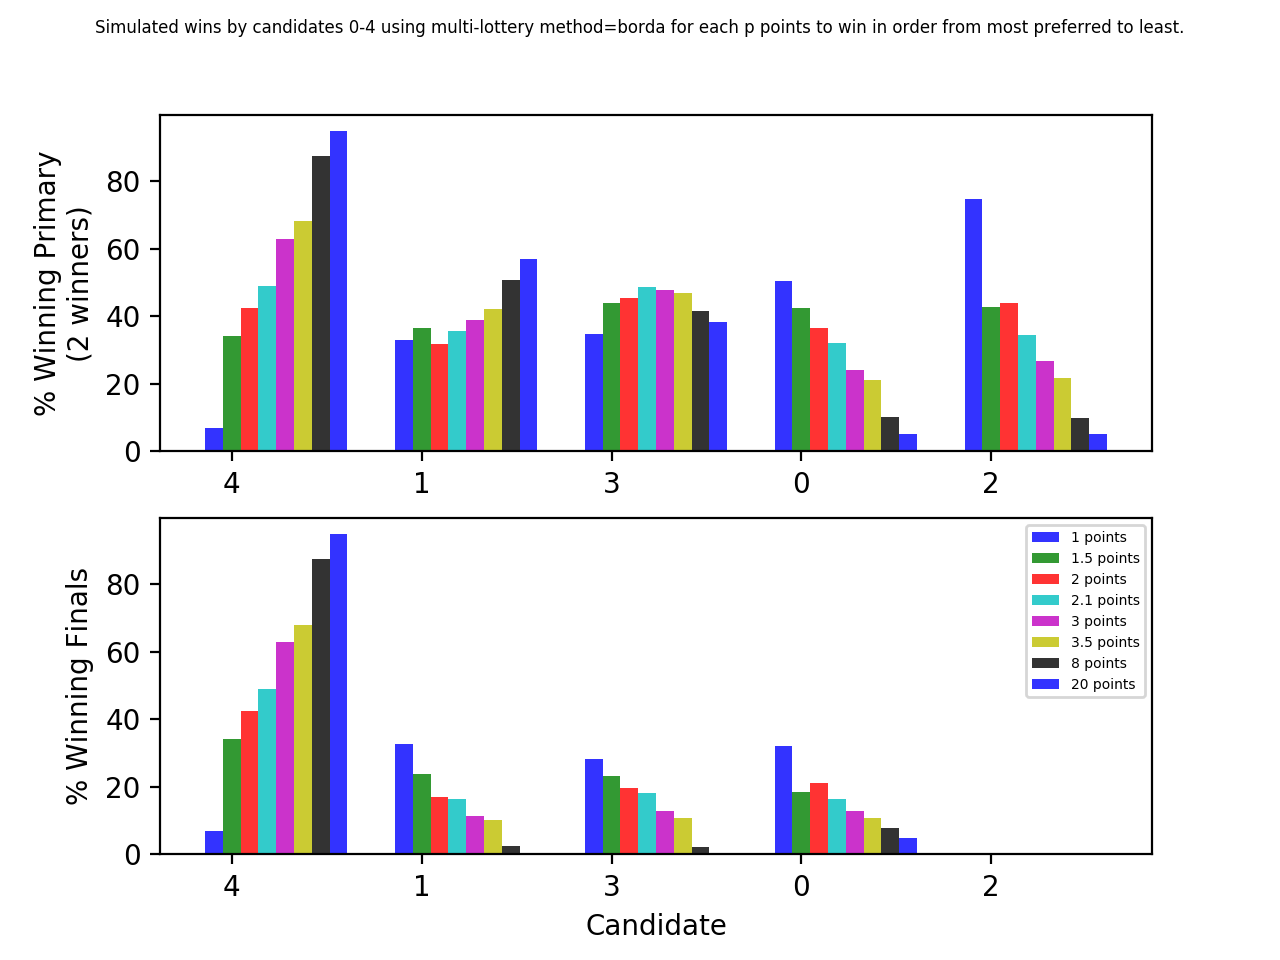 Simulated wins by candidates 0-4 using multi-lottery method=borda for each p points to win in order from most preferred to least.
% Winning Primary
(2 winners)
80
60
40
20
0
4 1 3 0 2
% Winning Finals
80
60
40
20
0
1 points
1.5 points
2 points
2.1 points
3 points
3.5 points
8 points
20 points
4 1 3 0 2
Candidate